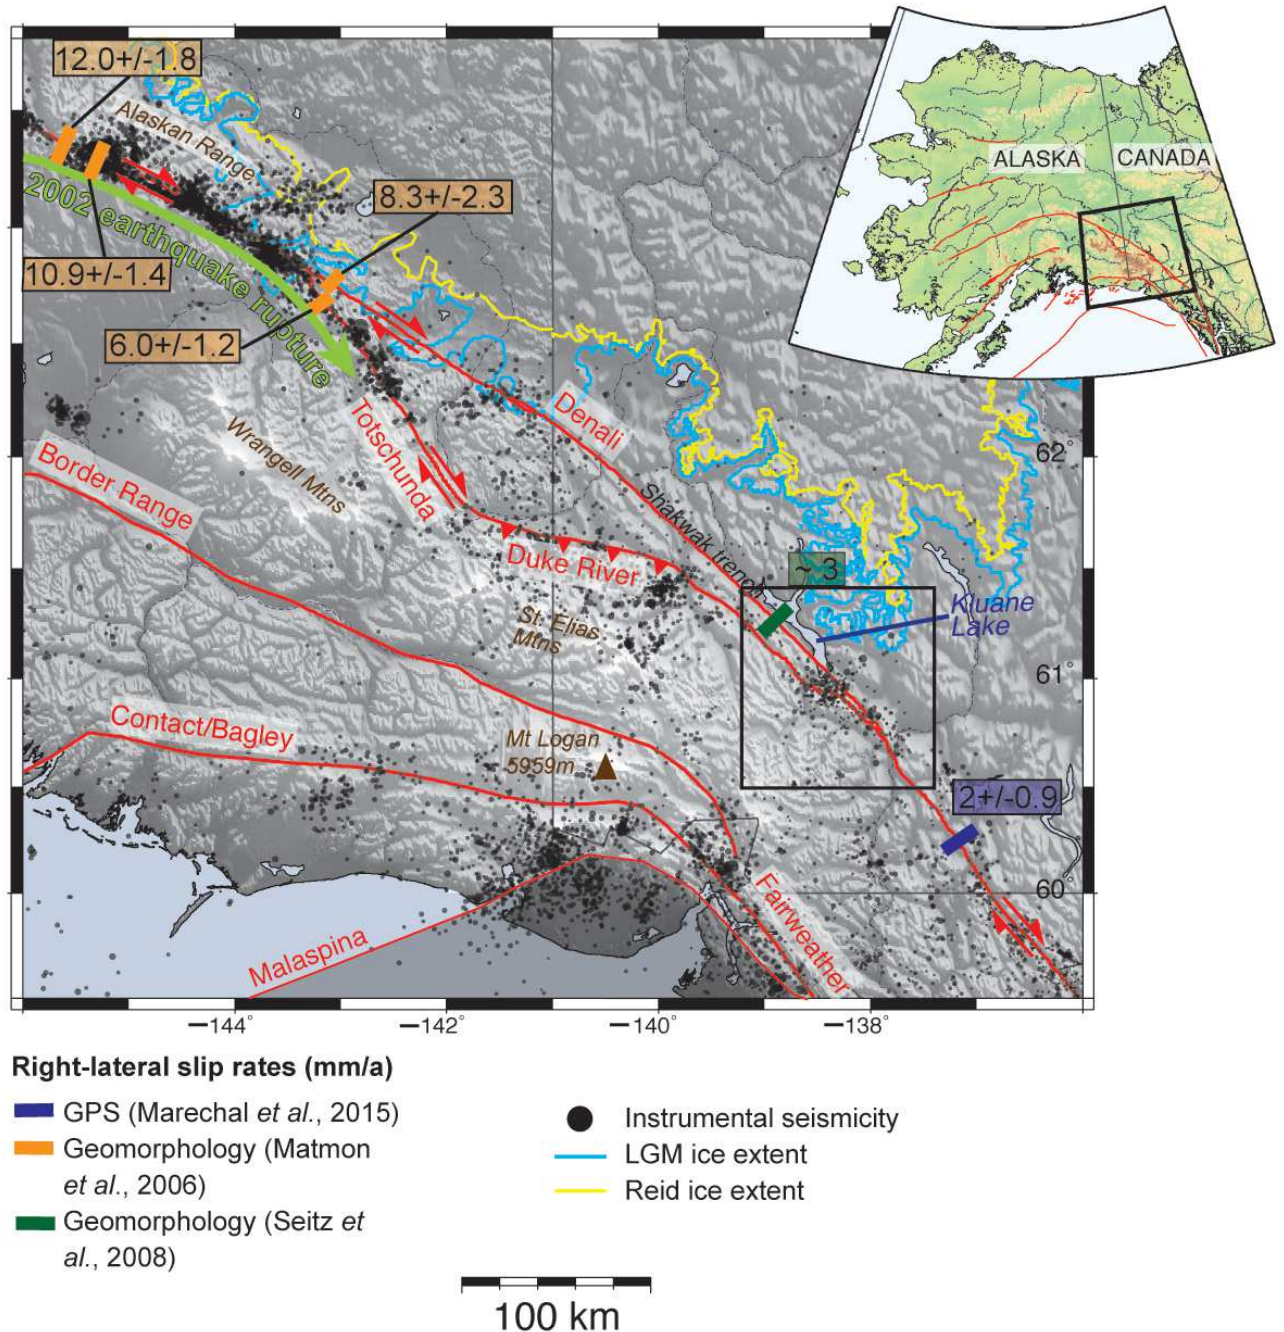 12.0+/-1.8
Alaskan Range
ALASKA
CANADA
8.3+/-2.3
2002 earthquake rupture
10.9+/-1.4
6.0+/-1.2
Denali
Totschunda
Wrangell Mtns
62°
Border Range
Shakwak trench
Duke River
~ 3
Kluane
Lake
St. Elias
Mtns
61°
Contact/Bagley
Mt Logan
5959m
2+/-0.9
60°
Fairweather
Malaspina
−144°
−142°
−140°
−138°
Right-lateral slip rates (mm/a)
GPS (Marechal et al., 2015)
Geomorphology (Matmon
et al., 2006)
Geomorphology (Seitz et
al., 2008)
Instrumental seismicity
LGM ice extent
Reid ice extent
100 km